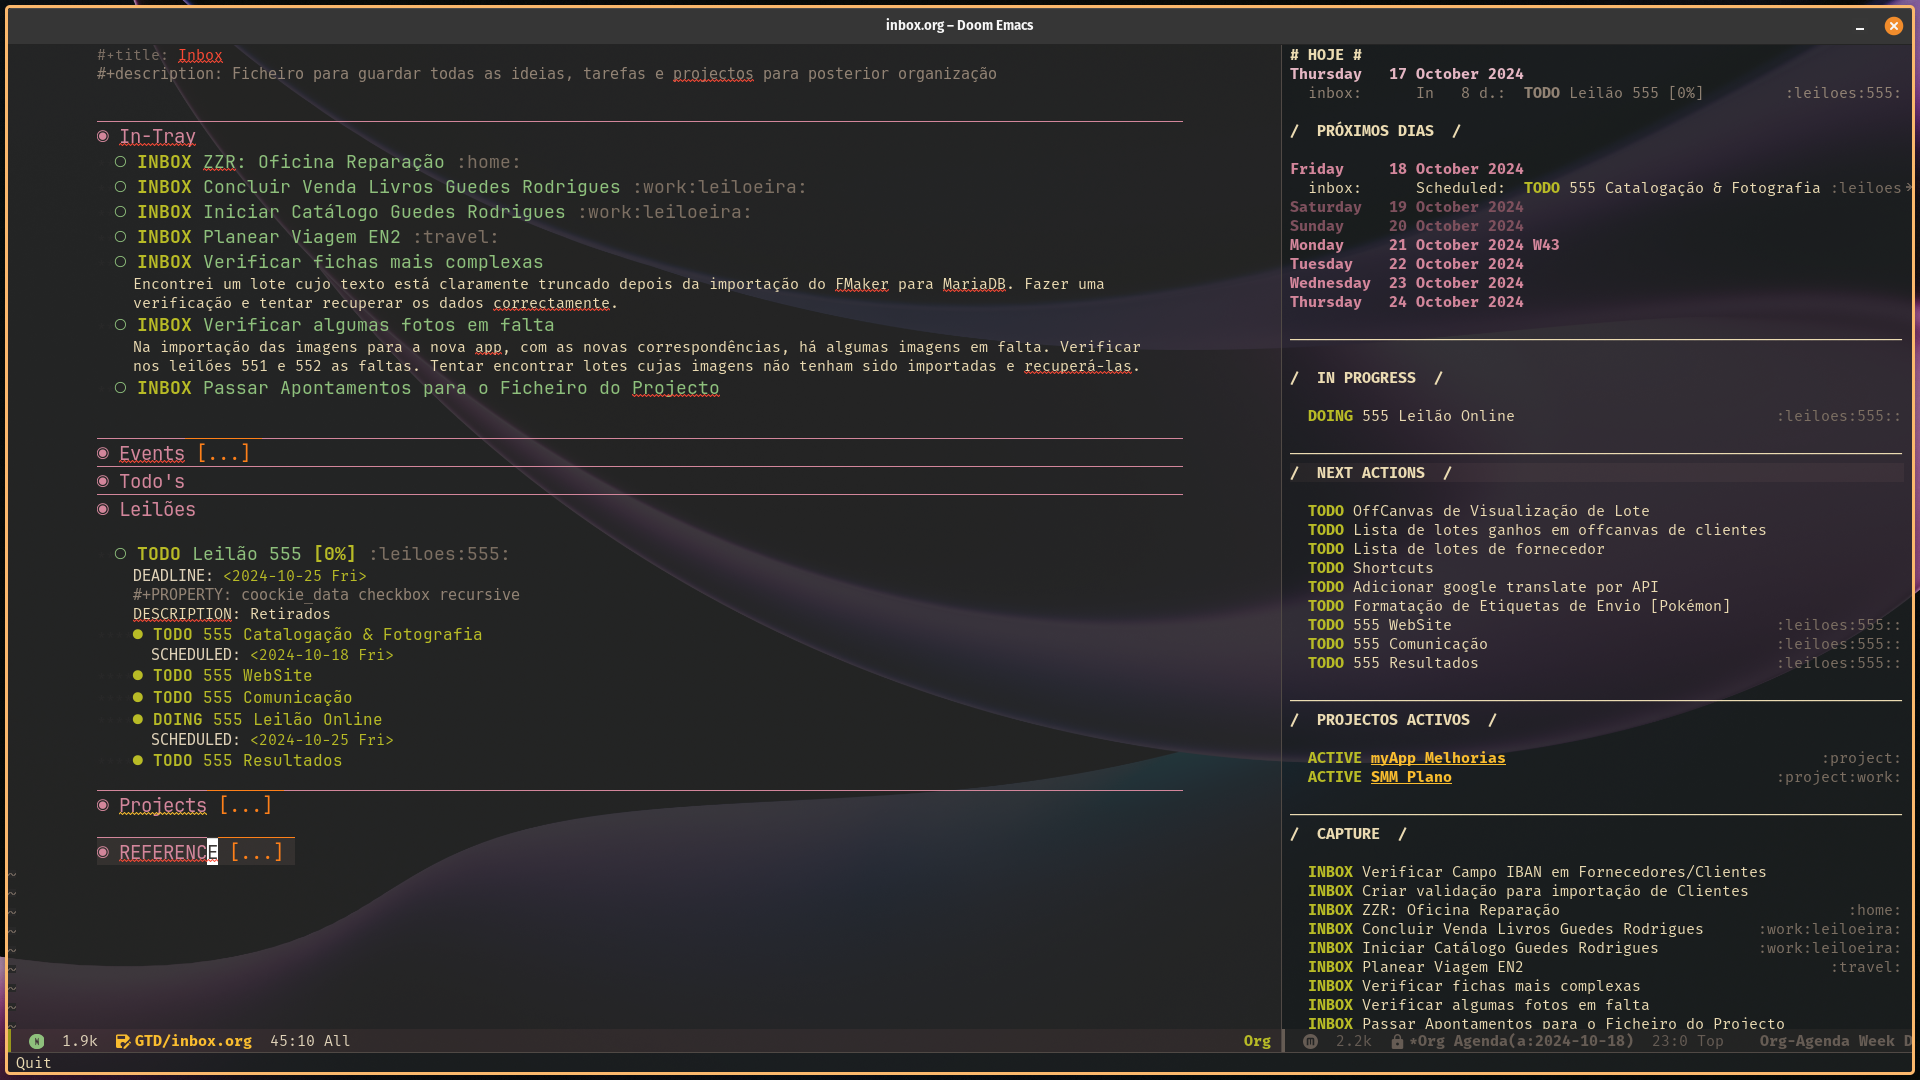 inbox.org – Doom Emacs
#+title: Inbox
#+description: Ficheiro para guardar todas as ideias, tarefas e projectos para posterior organização
◉ In-Tray
○ INBOX ZZR: Oficina Reparação :home:
○ INBOX Concluir Venda Livros Guedes Rodrigues :work:leiloeira:
○ INBOX Iniciar Catálogo Guedes Rodrigues :work:leiloeira:
○ INBOX Planear Viagem EN2 :travel:
○ INBOX Verificar fichas mais complexas
Encontrei um lote cujo texto está claramente truncado depois da importação do FMaker para MariaDB. Fazer uma
verificação e tentar recuperar os dados correctamente.
○ INBOX Verificar algumas fotos em falta
Na importação das imagens para a nova app, com as novas correspondências, há algumas imagens em falta. Verificar
nos leilões 551 e 552 as faltas. Tentar encontrar lotes cujas imagens não tenham sido importadas e recuperá-las.
○ INBOX Passar Apontamentos para o Ficheiro do Projecto
◉ Events [...]
◉ Todo's
◉ Leilões
○ TODO Leilão 555 [0%] :leiloes:555:
DEADLINE: <2024-10-25 Fri>
#+PROPERTY: coockie_data checkbox recursive
DESCRIPTION: Retirados
● TODO 555 Catalogação & Fotografia
SCHEDULED: <2024-10-18 Fri>
● TODO 555 WebSite
● TODO 555 Comunicação
● DOING 555 Leilão Online
SCHEDULED: <2024-10-25 Fri>
● TODO 555 Resultados
◉ Projects [...]
◉ REFERENCE [...]
1.9k GTD/inbox.org 45:10 All Org
# HOJE #
Thursday 17 October 2024
inbox: In 8 d.: TODO Leilão 555 [0%] :leiloes:555:
/ PRÓXIMOS DIAS /
Friday 18 October 2024
inbox: Scheduled: TODO 555 Catalogação & Fotografia :leiloes
Saturday 19 October 2024
Sunday 20 October 2024
Monday 21 October 2024 W43
Tuesday 22 October 2024
Wednesday 23 October 2024
Thursday 24 October 2024
/ IN PROGRESS /
DOING 555 Leilão Online :leiloes:555::
/ NEXT ACTIONS /
TODO OffCanvas de Visualização de Lote
TODO Lista de lotes ganhos em offcanvas de clientes
TODO Lista de lotes de fornecedor
TODO Shortcuts
TODO Adicionar google translate por API
TODO Formatação de Etiquetas de Envio [Pokémon]
TODO 555 WebSite :leiloes:555::
TODO 555 Comunicação :leiloes:555::
TODO 555 Resultados :leiloes:555::
/ PROJECTOS ACTIVOS /
ACTIVE myApp Melhorias :project:
ACTIVE SMM Plano :project:work:
/ CAPTURE /
INBOX Verificar Campo IBAN em Fornecedores/Clientes
INBOX Criar validação para importação de Clientes
INBOX ZZR: Oficina Reparação :home:
INBOX Concluir Venda Livros Guedes Rodrigues :work:leiloeira:
INBOX Iniciar Catálogo Guedes Rodrigues :work:leiloeira:
INBOX Planear Viagem EN2 :travel:
INBOX Verificar fichas mais complexas
INBOX Verificar algumas fotos em falta
INBOX Passar Apontamentos para o Ficheiro do Projecto
2.2k *Org Agenda(a:2024-10-18) 23:0 Top Org-Agenda Week D
Quit